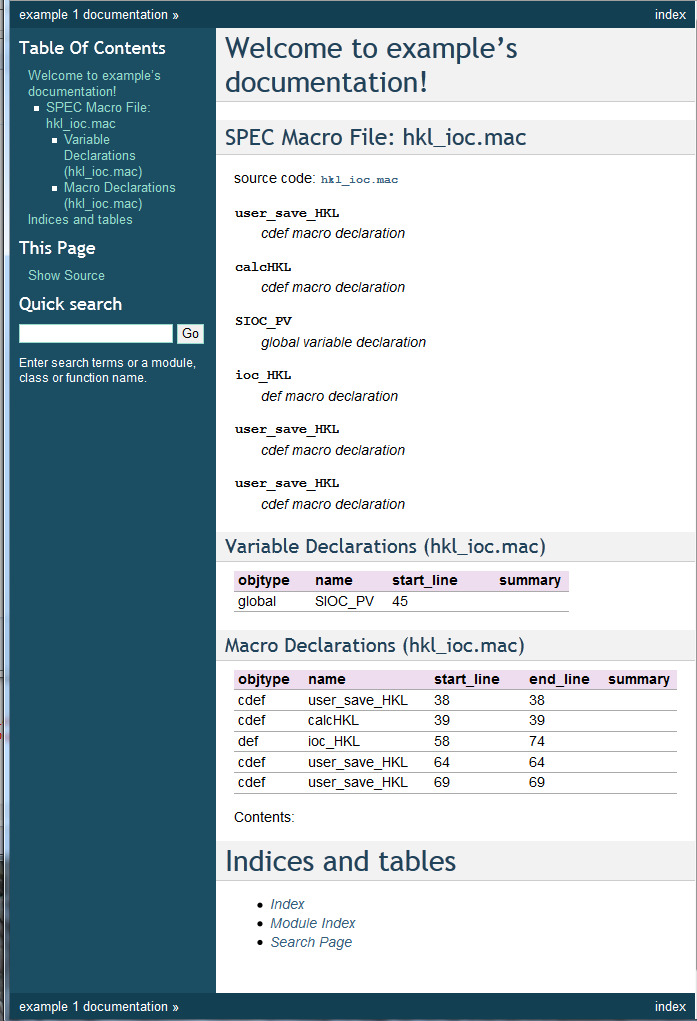 example 1 documentation »
index
Table Of Contents
Welcome to example's
documentation!
SPEC Macro File:
hkl_ioc.mac
Variable
Declarations
(hkl_ioc.mac)
Macro Declarations
(hkl_ioc.mac)
Indices and tables
This Page
Show Source
Quick search
Go
Enter search terms or a module,
class or function name.
Welcome to example's
documentation!
SPEC Macro File: hkl_ioc.mac
source code: hkl_ioc.mac
user_save_HKL
cdef macro declaration
calcHKL
cdef macro declaration
SIOC_PV
global variable declaration
ioc_HKL
def macro declaration
user_save_HKL
cdef macro declaration
user_save_HKL
cdef macro declaration
Variable Declarations (hkl_ioc.mac)
objtype name start_line summary
global SIOC_PV 45
Macro Declarations (hkl_ioc.mac)
objtype name start_line end_line summary
cdef user_save_HKL 38 38
cdef calcHKL 39 39
def ioc_HKL 58 74
cdef user_save_HKL 64 64
cdef user_save_HKL 69 69
Contents:
Indices and tables
Index
Module Index
Search Page
example 1 documentation »
index